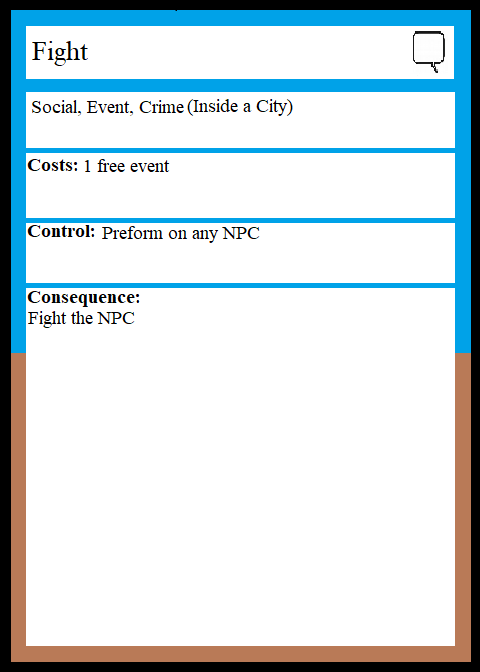 Fight
Social, Event, Crime (Inside a City)
Costs: 1 free event
Control: Preform on any NPC
Consequence:
Fight the NPC